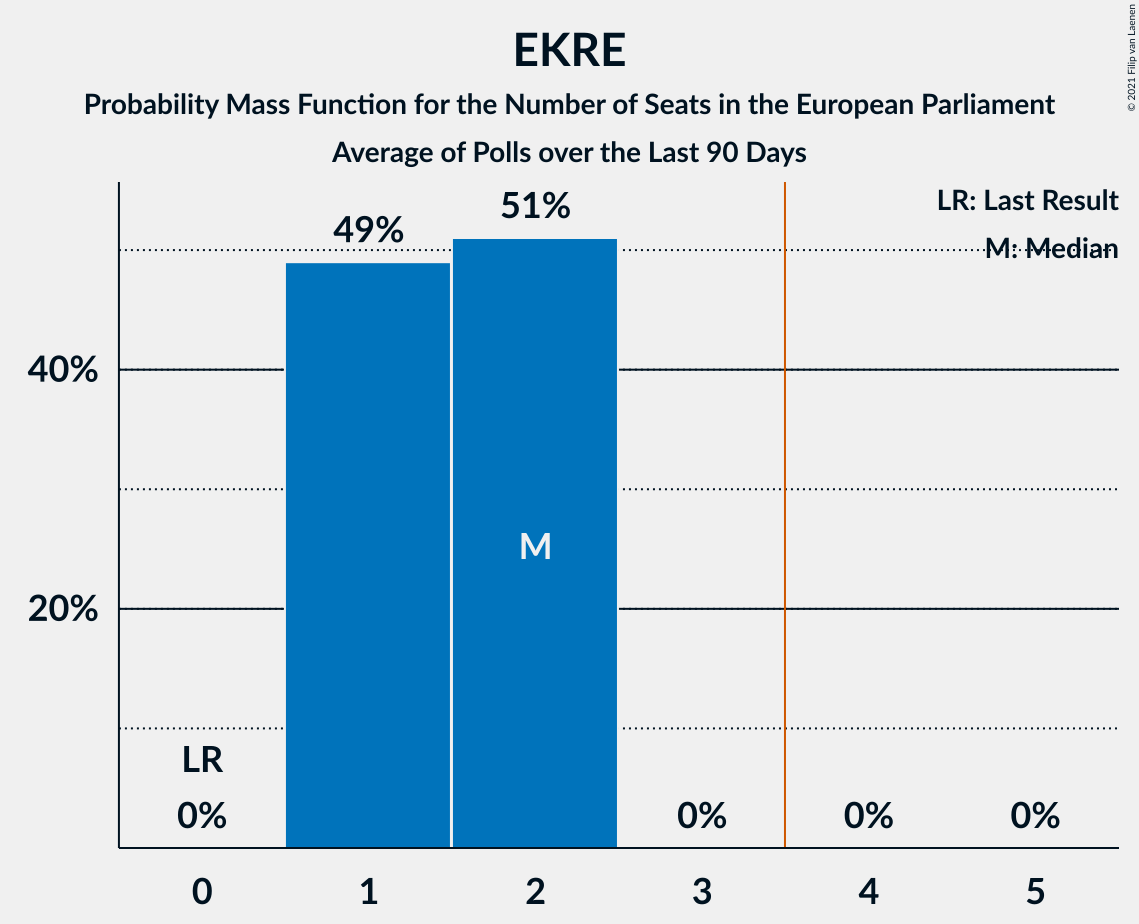 EKRE
Probability Mass Function for the Number of Seats in the European Parliament
Average of Polls over the Last 90 Days
© 2021 Filip van Laenen
LR: Last Result
M: Median
49%
51%
40%
20%
M
LR
0%
0%
0%
0%
0
1
2
3
4
5